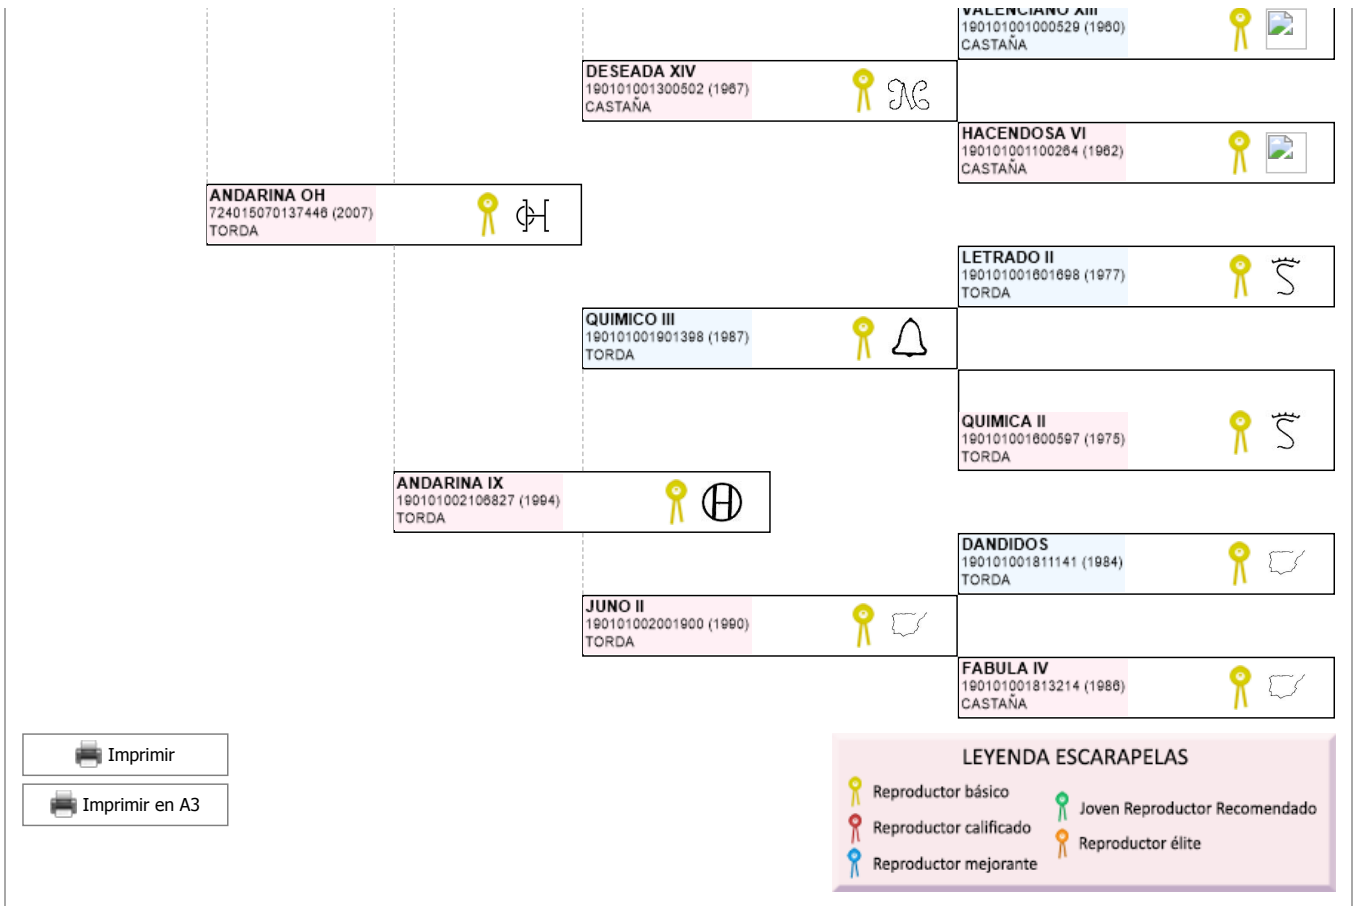 VALENCIANO XIII
190101001000529 (1960)
CASTAÑA
DESEADA XIV
190101001300502 (1967)
CASTAÑA
HACENDOSA VI
190101001100264 (1962)
CASTAÑA
ANDARINA OH
724015070137446 (2007)
TORDA
LETRADO II
190101001601698 (1977)
TORDA
QUIMICO III
190101001901398 (1987)
TORDA
QUIMICA II
190101001600597 (1975)
TORDA
ANDARINA IX
190101002106827 (1994)
TORDA
DANDIDOS
190101001811141 (1984)
TORDA
JUNO II
190101002001900 (1990)
TORDA
FABULA IV
190101001813214 (1986)
CASTAÑA
Imprimir
Imprimir en A3
LEYENDA ESCARAPELAS
Reproductor básico
Reproductor calificado
Reproductor mejorante
Joven Reproductor Recomendado
Reproductor élite